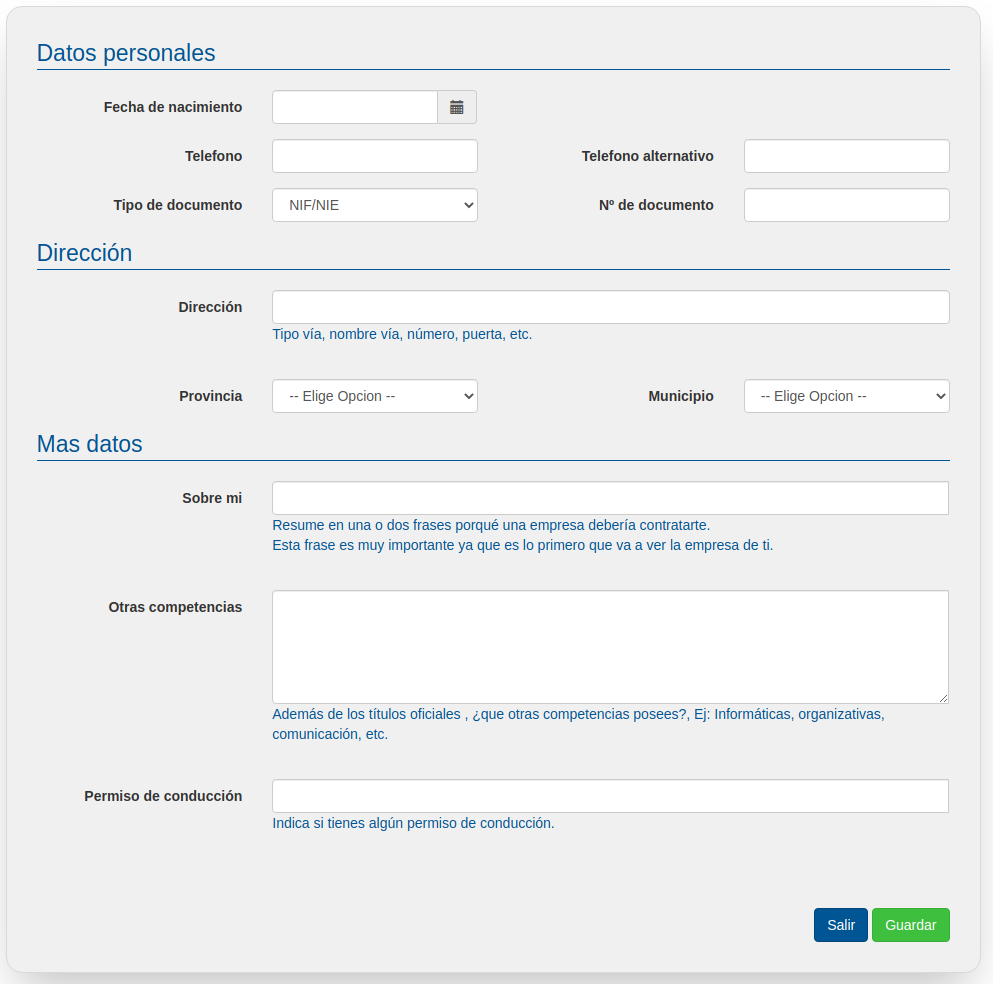 Datos personales
Fecha de nacimiento
Telefono
Telefono alternativo
Tipo de documento
NIF/NIE
Nº de documento
Dirección
Dirección
Tipo vía, nombre vía, número, puerta, etc.
Provincia
-- Elige Opcion --
Municipio
-- Elige Opcion --
Mas datos
Sobre mi
Resume en una o dos frases porqué una empresa debería contratarte.
Esta frase es muy importante ya que es lo primero que va a ver la empresa de ti.
Otras competencias
Además de los títulos oficiales , ¿que otras competencias posees?, Ej: Informáticas, organizativas,
comunicación, etc.
Permiso de conducción
Indica si tienes algún permiso de conducción.
Salir
Guardar